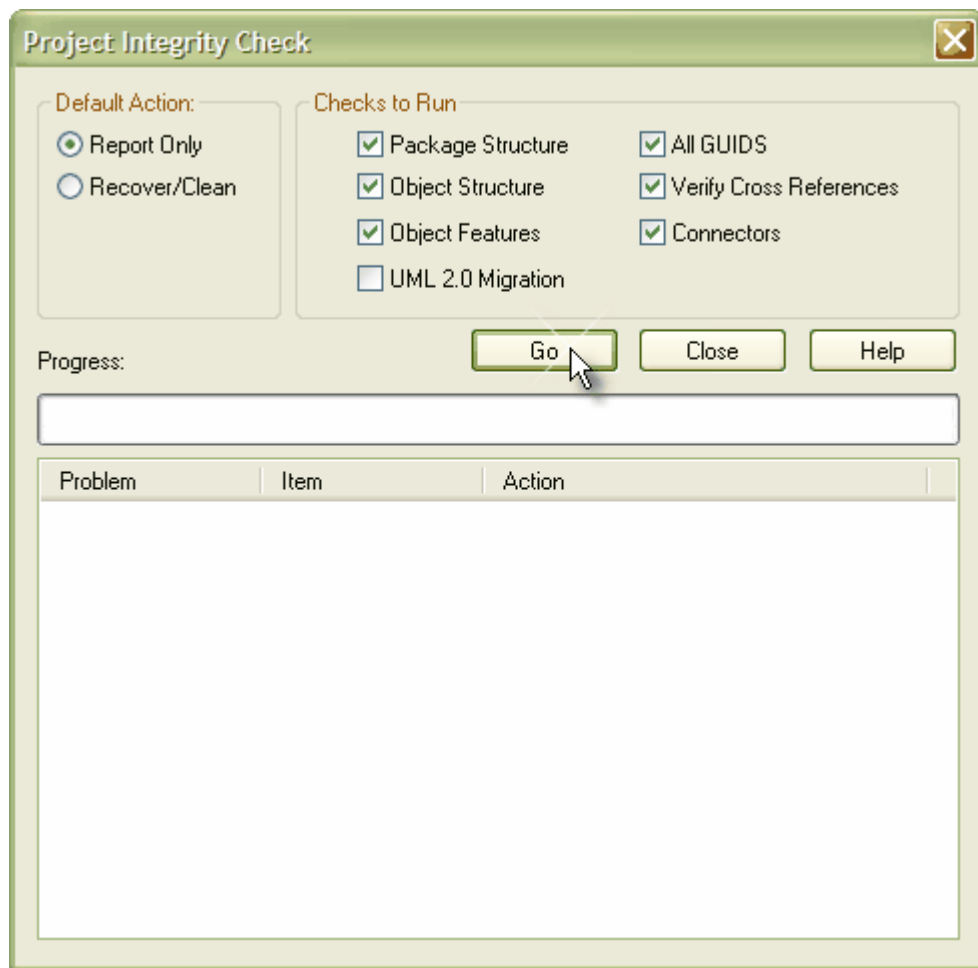 Project Integrity Check
Default Action:
Report Only
Recover/Clean
Checks to Run
Package Structure
All GUIDS
Object Structure
Verify Cross References
Object Features
Connectors
UML 2.0 Migration
Progress:
Go
Close
Help
Problem Item Action